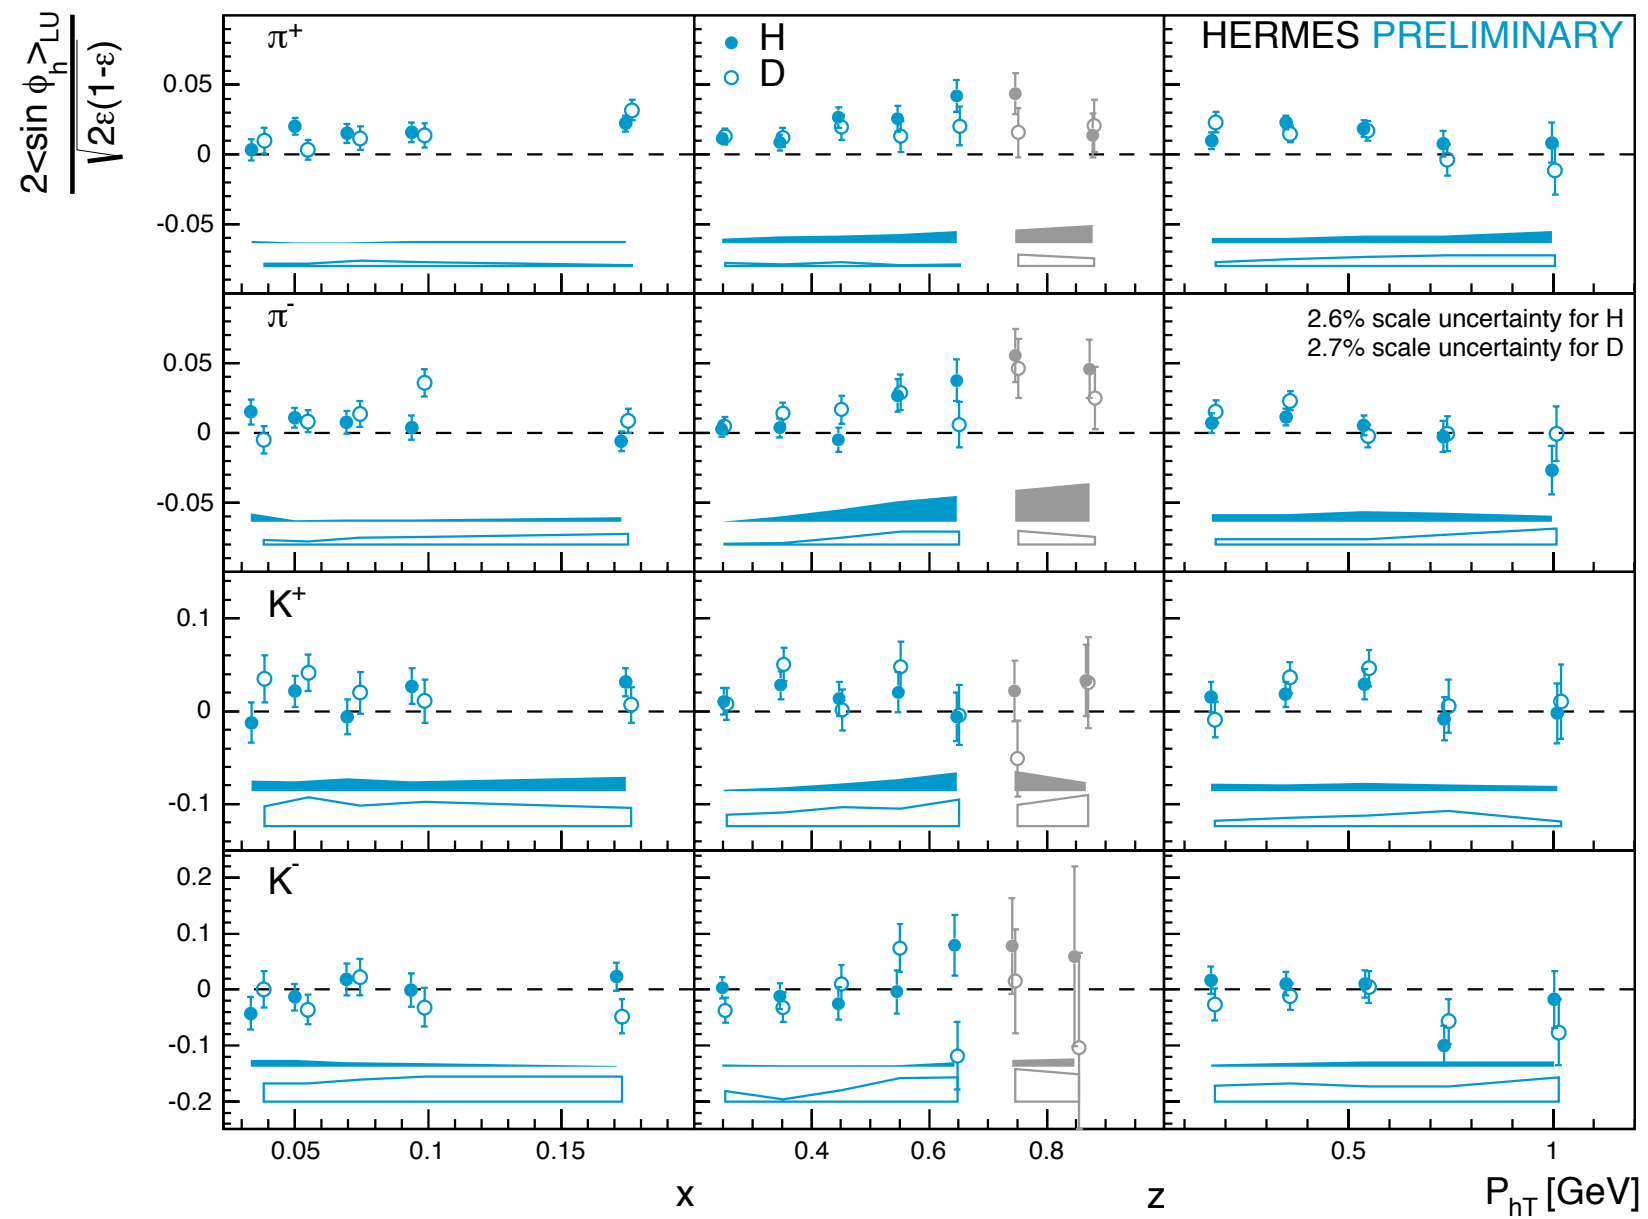 2<sin ϕh>LU
√2ε(1-ε)
π+
H
D
HERMES PRELIMINARY
0.05
0
-0.05
π-
2.6% scale uncertainty for H
2.7% scale uncertainty for D
0.05
0
-0.05
K+
0.1
0
-0.1
K-
0.2
0.1
0
-0.1
-0.2
0.05 0.1 0.15 0.4 0.6 0.8 0.5 1
x z PhT [GeV]